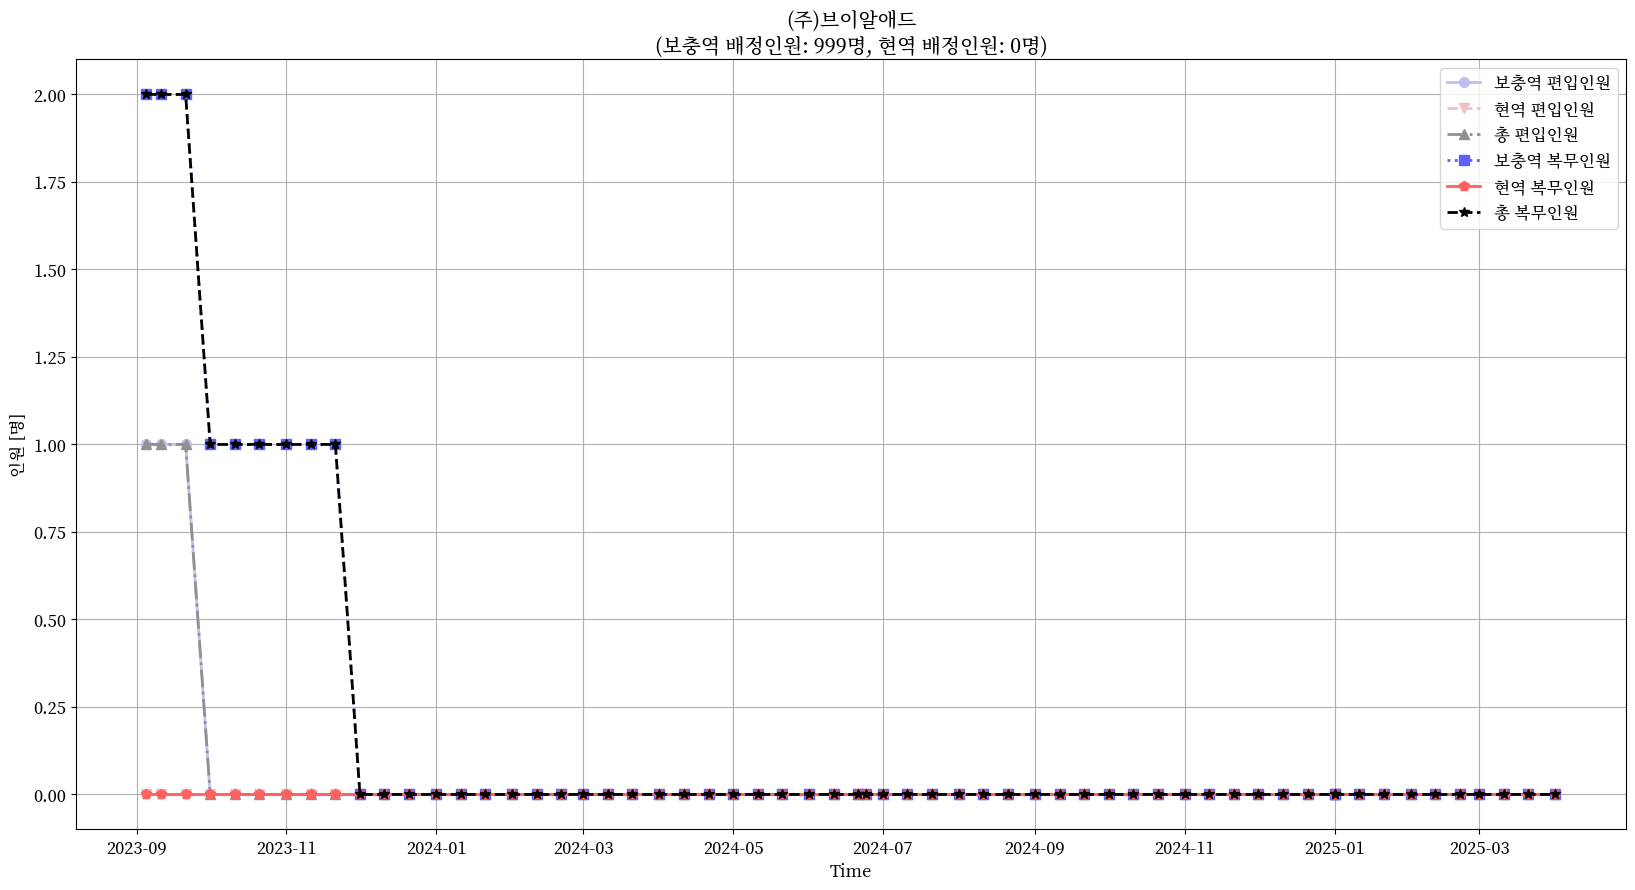 (주)브이알애드
(보충역 배정인원: 999명, 현역 배정인원: 0명)
보충역 편입인원
현역 편입인원
총 편입인원
보충역 복무인원
현역 복무인원
총 복무인원
인원 [명]
2.00
1.75
1.50
1.25
1.00
0.75
0.50
0.25
0.00
2023-09 2023-11 2024-01 2024-03 2024-05 2024-07 2024-09 2024-11 2025-01 2025-03
Time